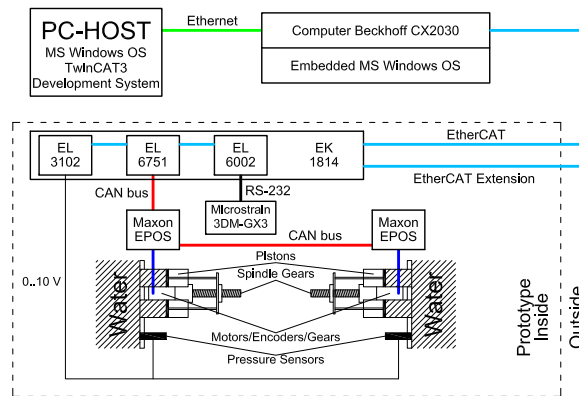 PC-HOST
MS Windows OS
TwInCAT3
Development System
Ethernet
Computer Beckhoff CX2030
Embedded MS Windows OS
EL
3102
EL
6751
EL
6002
EK
1814
EtherCAT
EtherCAT Extension
CAN bus
RS-232
Maxon
EPOS
Microstrain
3DM-GX3
CAN bus
Maxon
EPOS
Pistons
Spindle Gears
0..10 V
Water
Water
Motors/Encoders/Gears
Pressure Sensors
Prototype
Inside
Outside